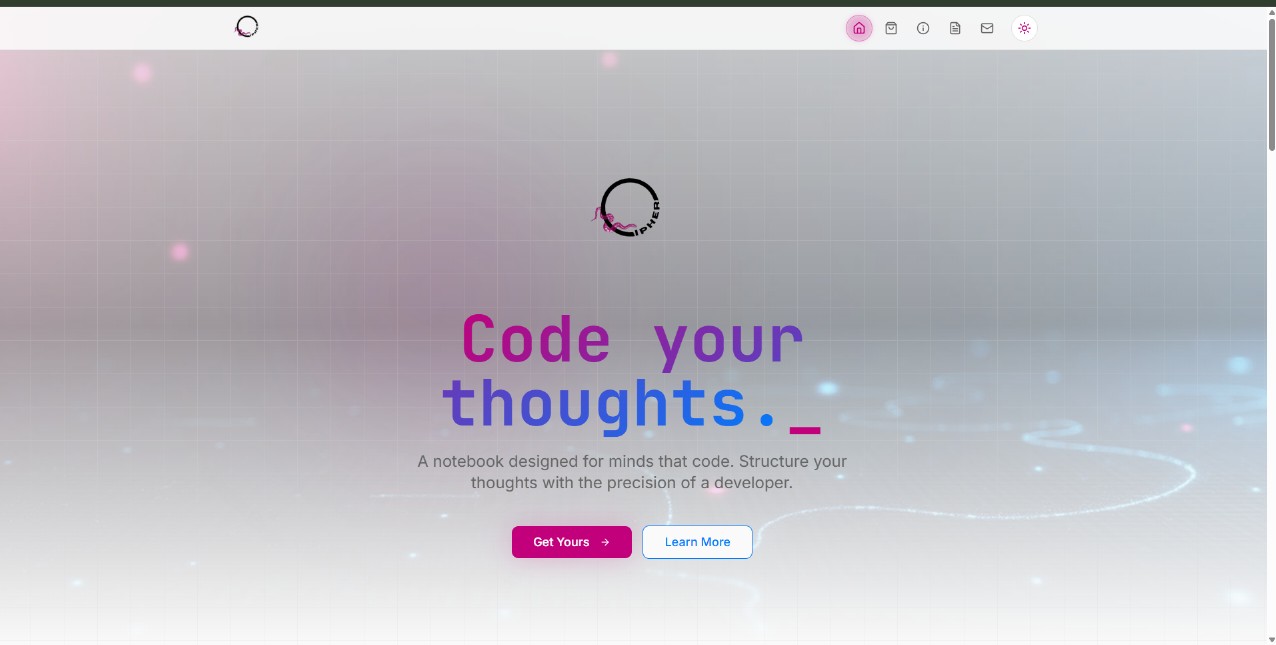 IPHER
Code your
thoughts._
A notebook designed for minds that code. Structure your
thoughts with the precision of a developer.
Get Yours →
Learn More